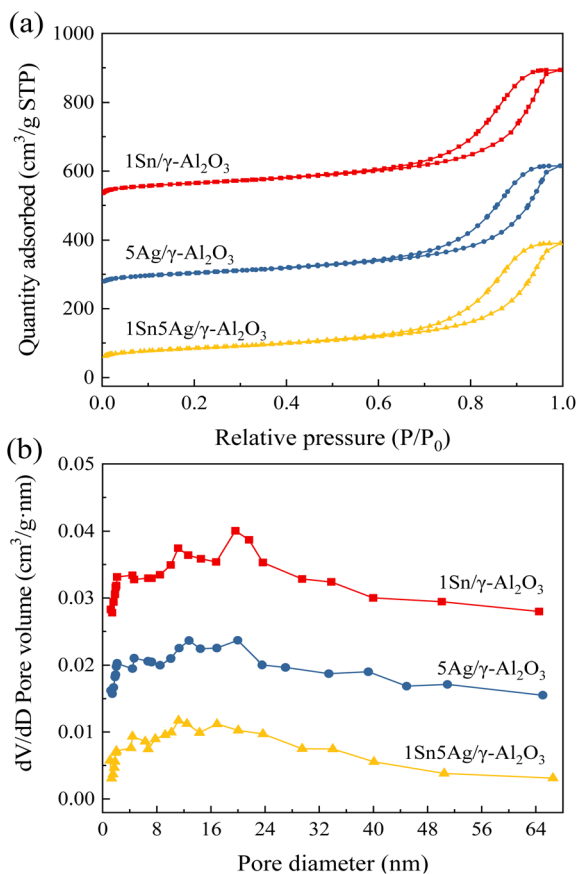 (a)
1000
800
600
400
200
0
Quantity adsorbed (cm³/g STP)
1Sn/γ-Al₂O₃
5Ag/γ-Al₂O₃
1Sn5Ag/γ-Al₂O₃
0.0 0.2 0.4 0.6 0.8 1.0
Relative pressure (P/P₀)
(b)
0.05
0.04
0.03
0.02
0.01
0.00
dV/dD Pore volume (cm³/g·nm)
1Sn/γ-Al₂O₃
5Ag/γ-Al₂O₃
1Sn5Ag/γ-Al₂O₃
0 8 16 24 32 40 48 56 64
Pore diameter (nm)